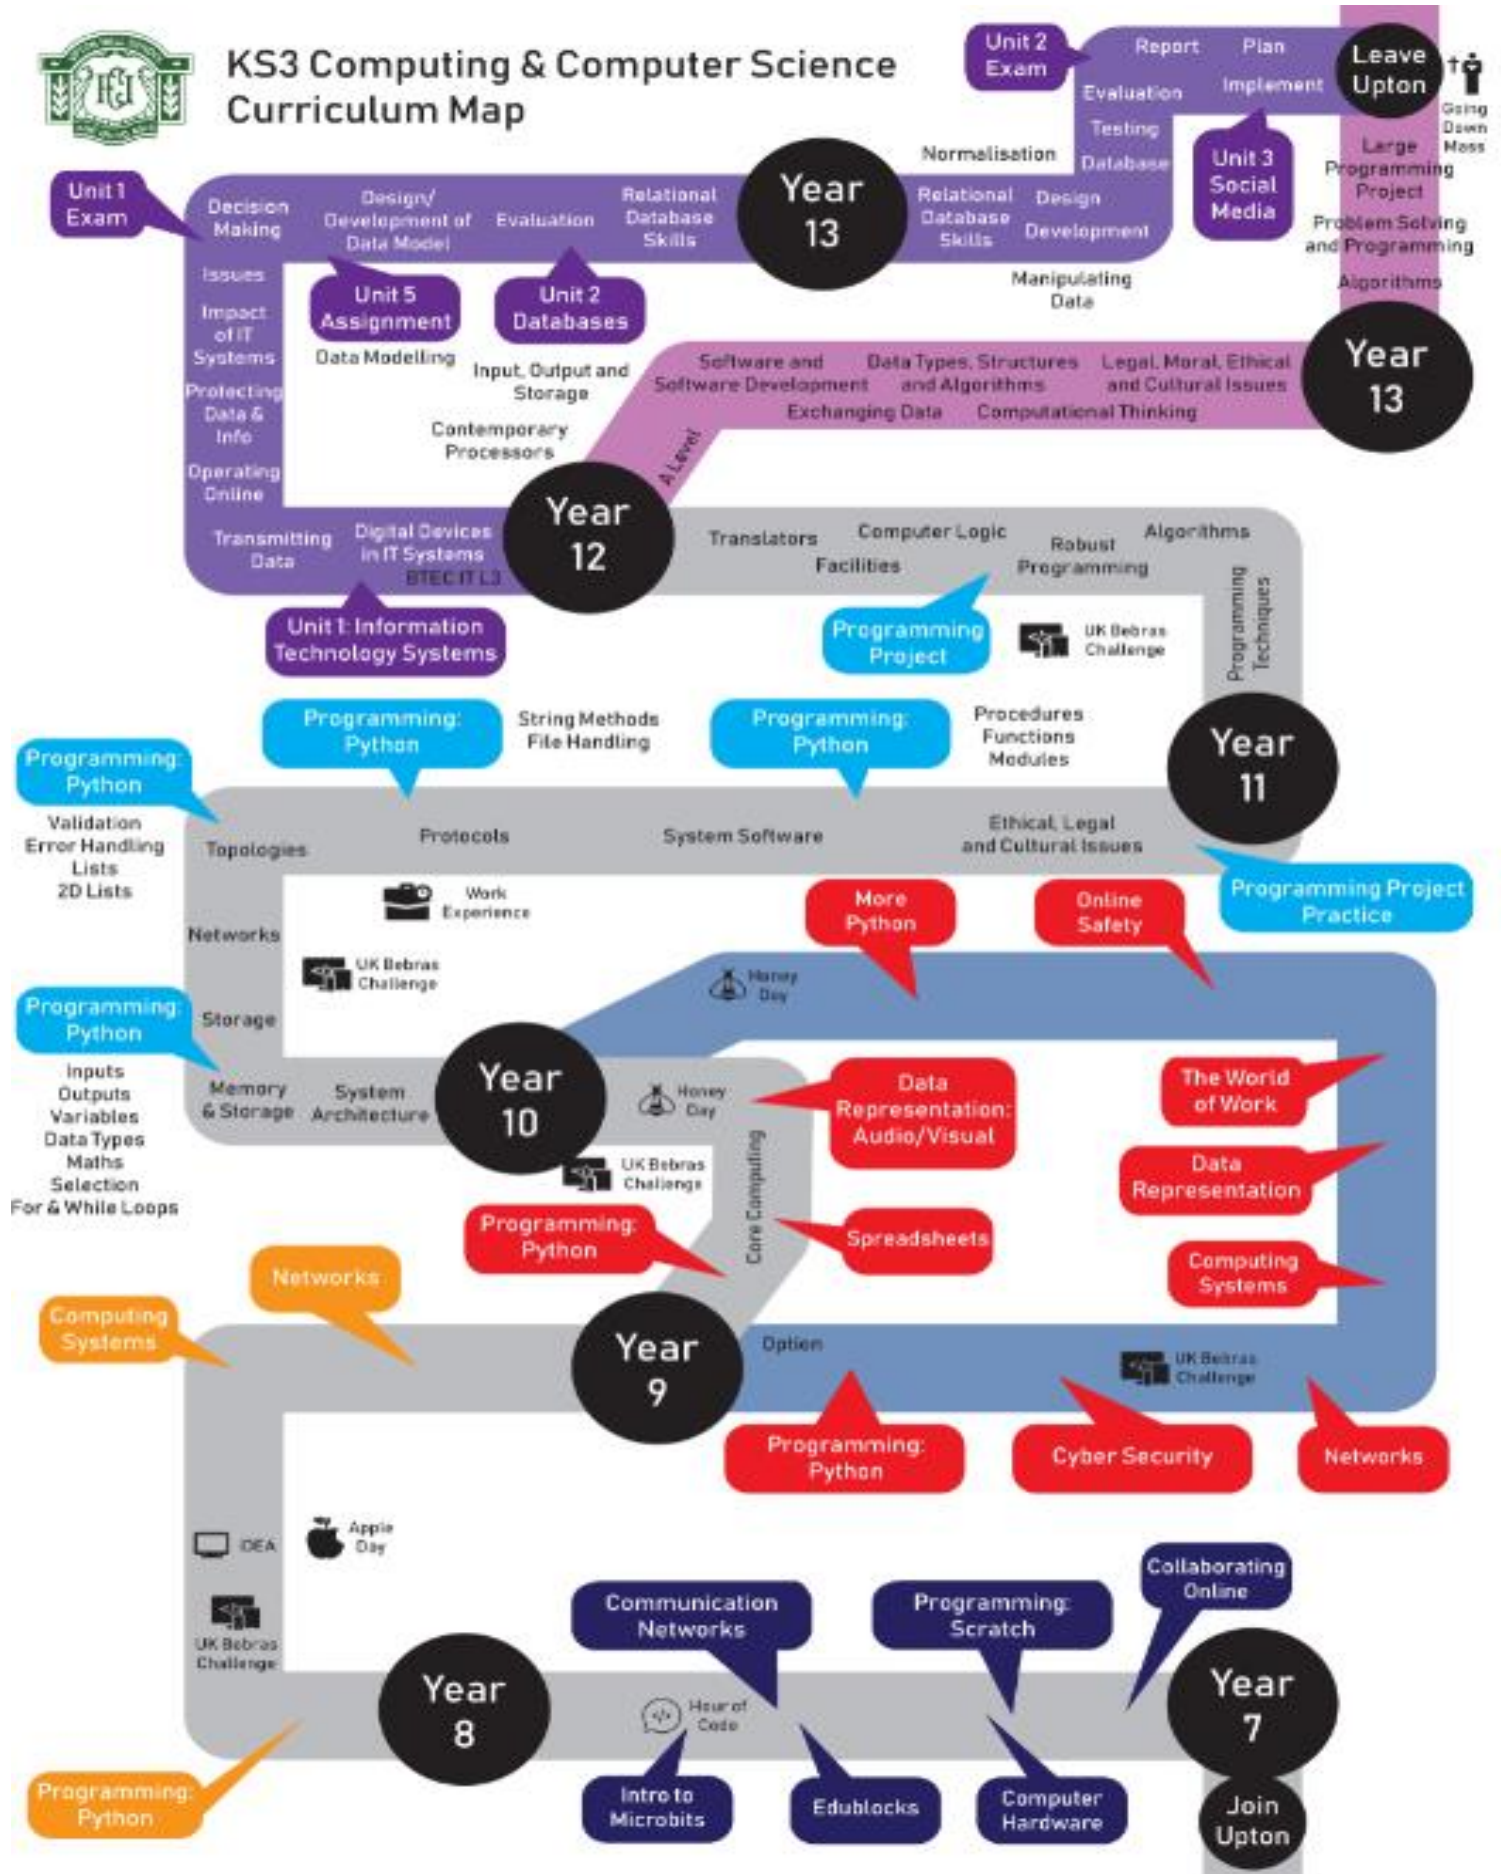 KS3 Computing & Computer Science
Curriculum Map
Unit 2
Exam
Report
Plan
Evaluation
Implement
Leave
Upton
Going
Down
Mass
Testing
Database
Normalisation
Unit 3
Social
Media
Large
Programming
Project
Problem Solving
and Programming
Algorithms
Unit 1
Exam
Decision
Making
Design/
Development of
Data Model
Evaluation
Relational
Database
Skills
Year
13
Relational
Database
Skills
Design
Development
Manipulating
Data
Issues
Impact
of IT
Systems
Protecting
Data &
Info
Operating
Online
Unit 5
Assignment
Data Modelling
Unit 2
Databases
Input, Output and
Storage
Contemporary
Processors
Software and
Software Development
Data Types, Structures
and Algorithms
Legal, Moral, Ethical
and Cultural Issues
Exchanging Data
Computational Thinking
Year
13
A Level
Transmitting
Data
Digital Devices
in IT Systems
BTEC IT L3
Year
12
Translators
Facilities
Computer Logic
Robust
Programming
Algorithms
Programming
Techniques
Unit 1: Information
Technology Systems
Programming
Project
UK Bebras
Challenge
Programming:
Python
String Methods
File Handling
Programming:
Python
Procedures
Functions
Modules
Year
11
Programming:
Python
Validation
Error Handling
Lists
2D Lists
Topologies
Protocols
System Software
Ethical, Legal
and Cultural Issues
Programming Project
Practice
Work
Experience
More
Python
Online
Safety
Networks
UK Bebras
Challenge
Honey
Day
Programming:
Python
Storage
Inputs
Outputs
Variables
Data Types
Maths
Selection
For & While Loops
Memory
& Storage
System
Architecture
Year
10
Honey
Day
Data
Representation:
Audio/Visual
The World
of Work
UK Bebras
Challenge
Core Computing
Data
Representation
Programming:
Python
Spreadsheets
Computing
Systems
Networks
Computing
Systems
Year
9
Option
UK Bebras
Challenge
Programming:
Python
Cyber Security
Networks
iDEA
Apple
Day
UK Bebras
Challenge
Communication
Networks
Programming:
Scratch
Collaborating
Online
Year
8
Hour of
Code
Year
7
Programming:
Python
Intro to
Microbits
Edublocks
Computer
Hardware
Join
Upton